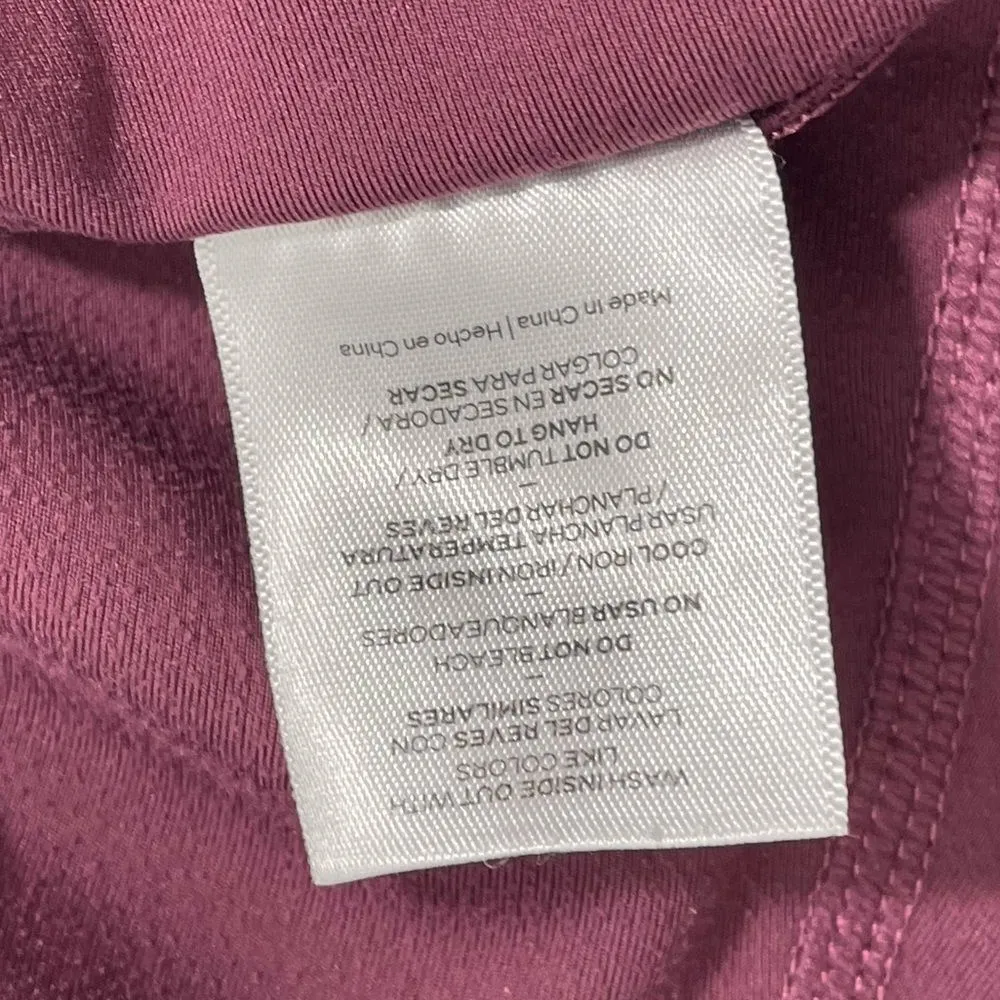 WASH INSIDE OUT WITH
LIKE COLORS
LAVAR DEL REVES CON
COLORES SIMILARES
–
DO NOT BLEACH
NO USAR BLANQUEADORES
–
COOL IRON / IRON INSIDE OUT
USAR PLANCHA TEMPERATURA
/ PLANCHAR DEL REVES
–
DO NOT TUMBLE DRY /
HANG TO DRY
NO SECAR EN SECADORA /
COLGAR PARA SECAR
Made in China | Hecho en China